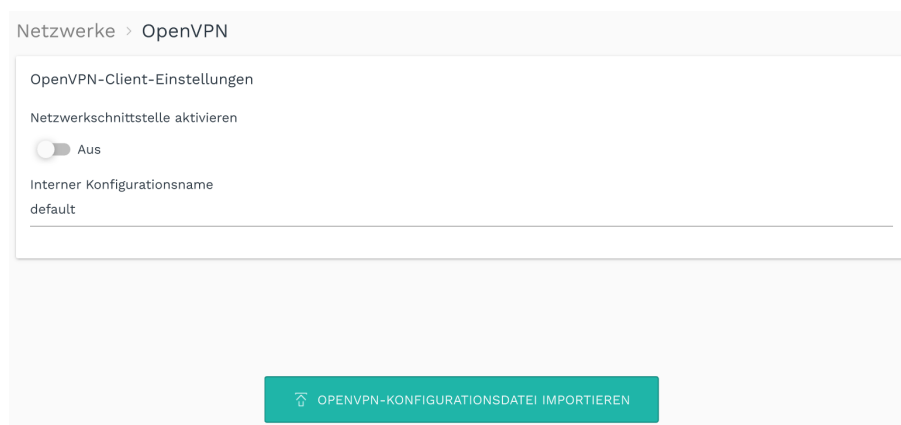 Netzwerke > OpenVPN
OpenVPN-Client-Einstellungen
Netzwerkschnittstelle aktivieren
Aus
Interner Konfigurationsname
default
OPENVPN-KONFIGURATIONSDATEI IMPORTIEREN